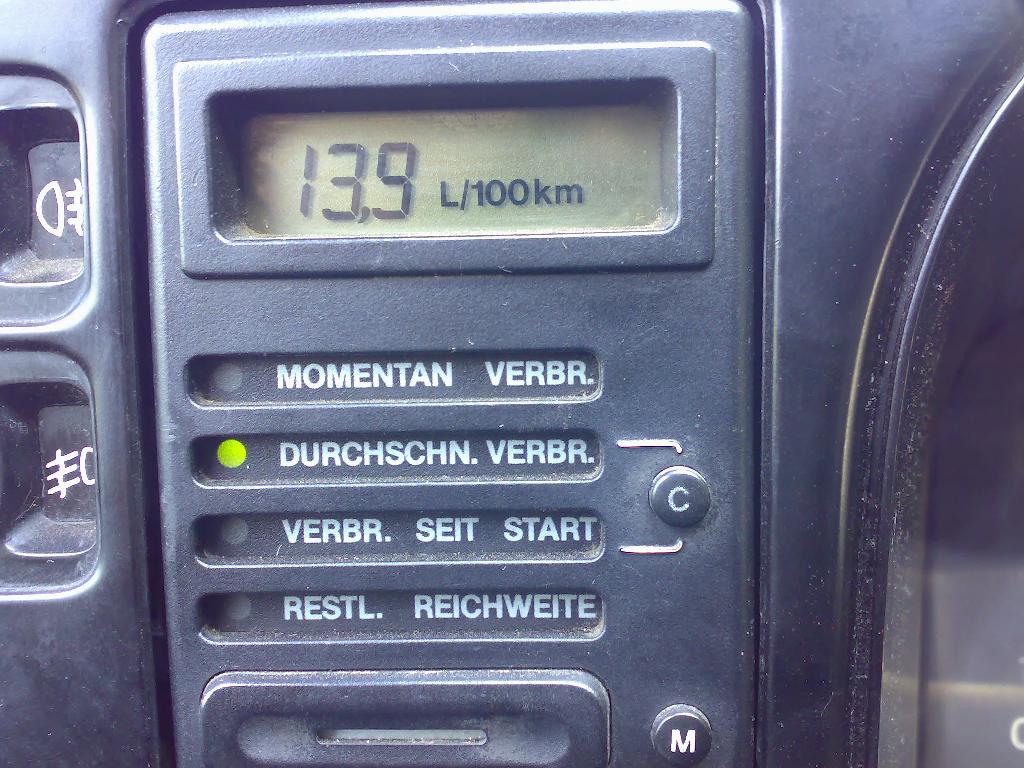 13,9 L/100km
MOMENTAN VERBR.
DURCHSCHN. VERBR.
C
VERBR. SEIT START
RESTL. REICHWEITE
M